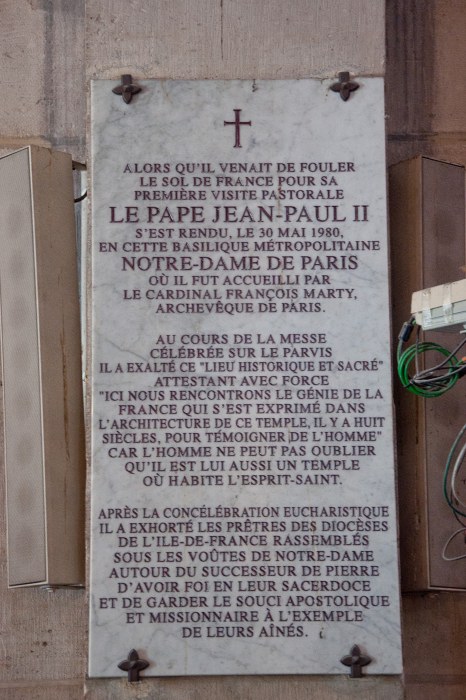 ALORS QU'IL VENAIT DE FOULER
LE SOL DE FRANCE POUR SA
PREMIÈRE VISITE PASTORALE
LE PAPE JEAN-PAUL II
S'EST RENDU, LE 30 MAI 1980,
EN CETTE BASILIQUE MÉTROPOLITAINE
NOTRE-DAME DE PARIS
OÙ IL FUT ACCUEILLI PAR
LE CARDINAL FRANÇOIS MARTY,
ARCHEVÊQUE DE PARIS.
AU COURS DE LA MESSE
CÉLÉBRÉE SUR LE PARVIS
IL A EXALTÉ CE "LIEU HISTORIQUE ET SACRÉ"
ATTESTANT AVEC FORCE
"ICI NOUS RENCONTRONS LE GÉNIE DE LA
FRANCE QUI S'EST EXPRIMÉ DANS
L'ARCHITECTURE DE CE TEMPLE, IL Y A HUIT
SIÈCLES, POUR TÉMOIGNER DE L'HOMME"
CAR L'HOMME NE PEUT PAS OUBLIER
QU'IL EST LUI AUSSI UN TEMPLE
OÙ HABITE L'ESPRIT-SAINT.
APRÈS LA CONCÉLÉBRATION EUCHARISTIQUE
IL A EXHORTÉ LES PRÊTRES DES DIOCÈSES
DE L'ILE-DE-FRANCE RASSEMBLÉS
SOUS LES VOÛTES DE NOTRE-DAME
AUTOUR DU SUCCESSEUR DE PIERRE
D'AVOIR FOI EN LEUR SACERDOCE
ET DE GARDER LE SOUCI APOSTOLIQUE
ET MISSIONNAIRE À L'EXEMPLE
DE LEURS AÎNÉS.